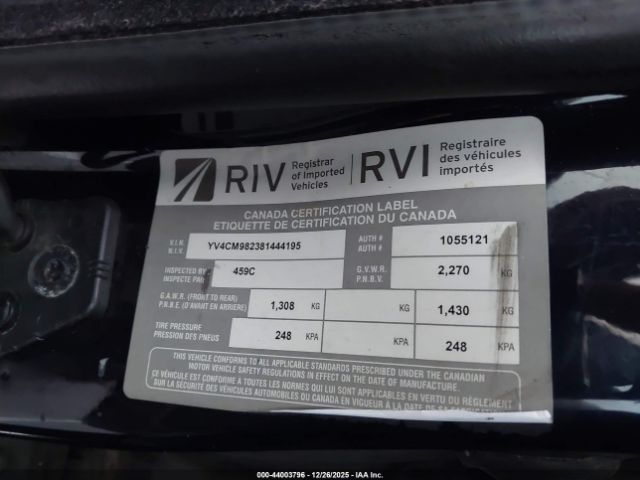 RIV Registrar of Imported Vehicles RVI Registraire des véhicules importés
CANADA CERTIFICATION LABEL
ETIQUETTE DE CERTIFICATION DU CANADA
V.I.N. N.I.V. YV4CM982381444195 AUTH # AUTH # 1055121
INSPECTED BY INSPECTE PAR 459C G.V.W.R. P.N.B.V. 2,270
G.A.W.R. (FRONT TO REAR) P.N.B.E. (D'AVANT EN ARRIÈRE) 1,308 KG KG 1,430 KG
TIRE PRESSURE PRESSION DES PNEUS 248 KPA KPA 248 KPA
THIS VEHICLE CONFORMS TO ALL APPLICABLE STANDARDS PRESCRIBED UNDER THE CANADIAN
MOTOR VEHICLE SAFETY REGULATIONS IN EFFECT ON THE DATE OF MANUFACTURE.
CE VÉHICULE EST CONFORME À TOUTES LES NORMES QUI LUI SONT APPLICABLES EN VERTU DU RÈGLEMENT
SUR LA SÉCURITÉ DES VÉHICULES AUTOMOBILES DU CANADA EN VIGUEUR À LA DATE DE SA FABRICATION
000-44003796 - 12/26/2025 - IAA Inc.